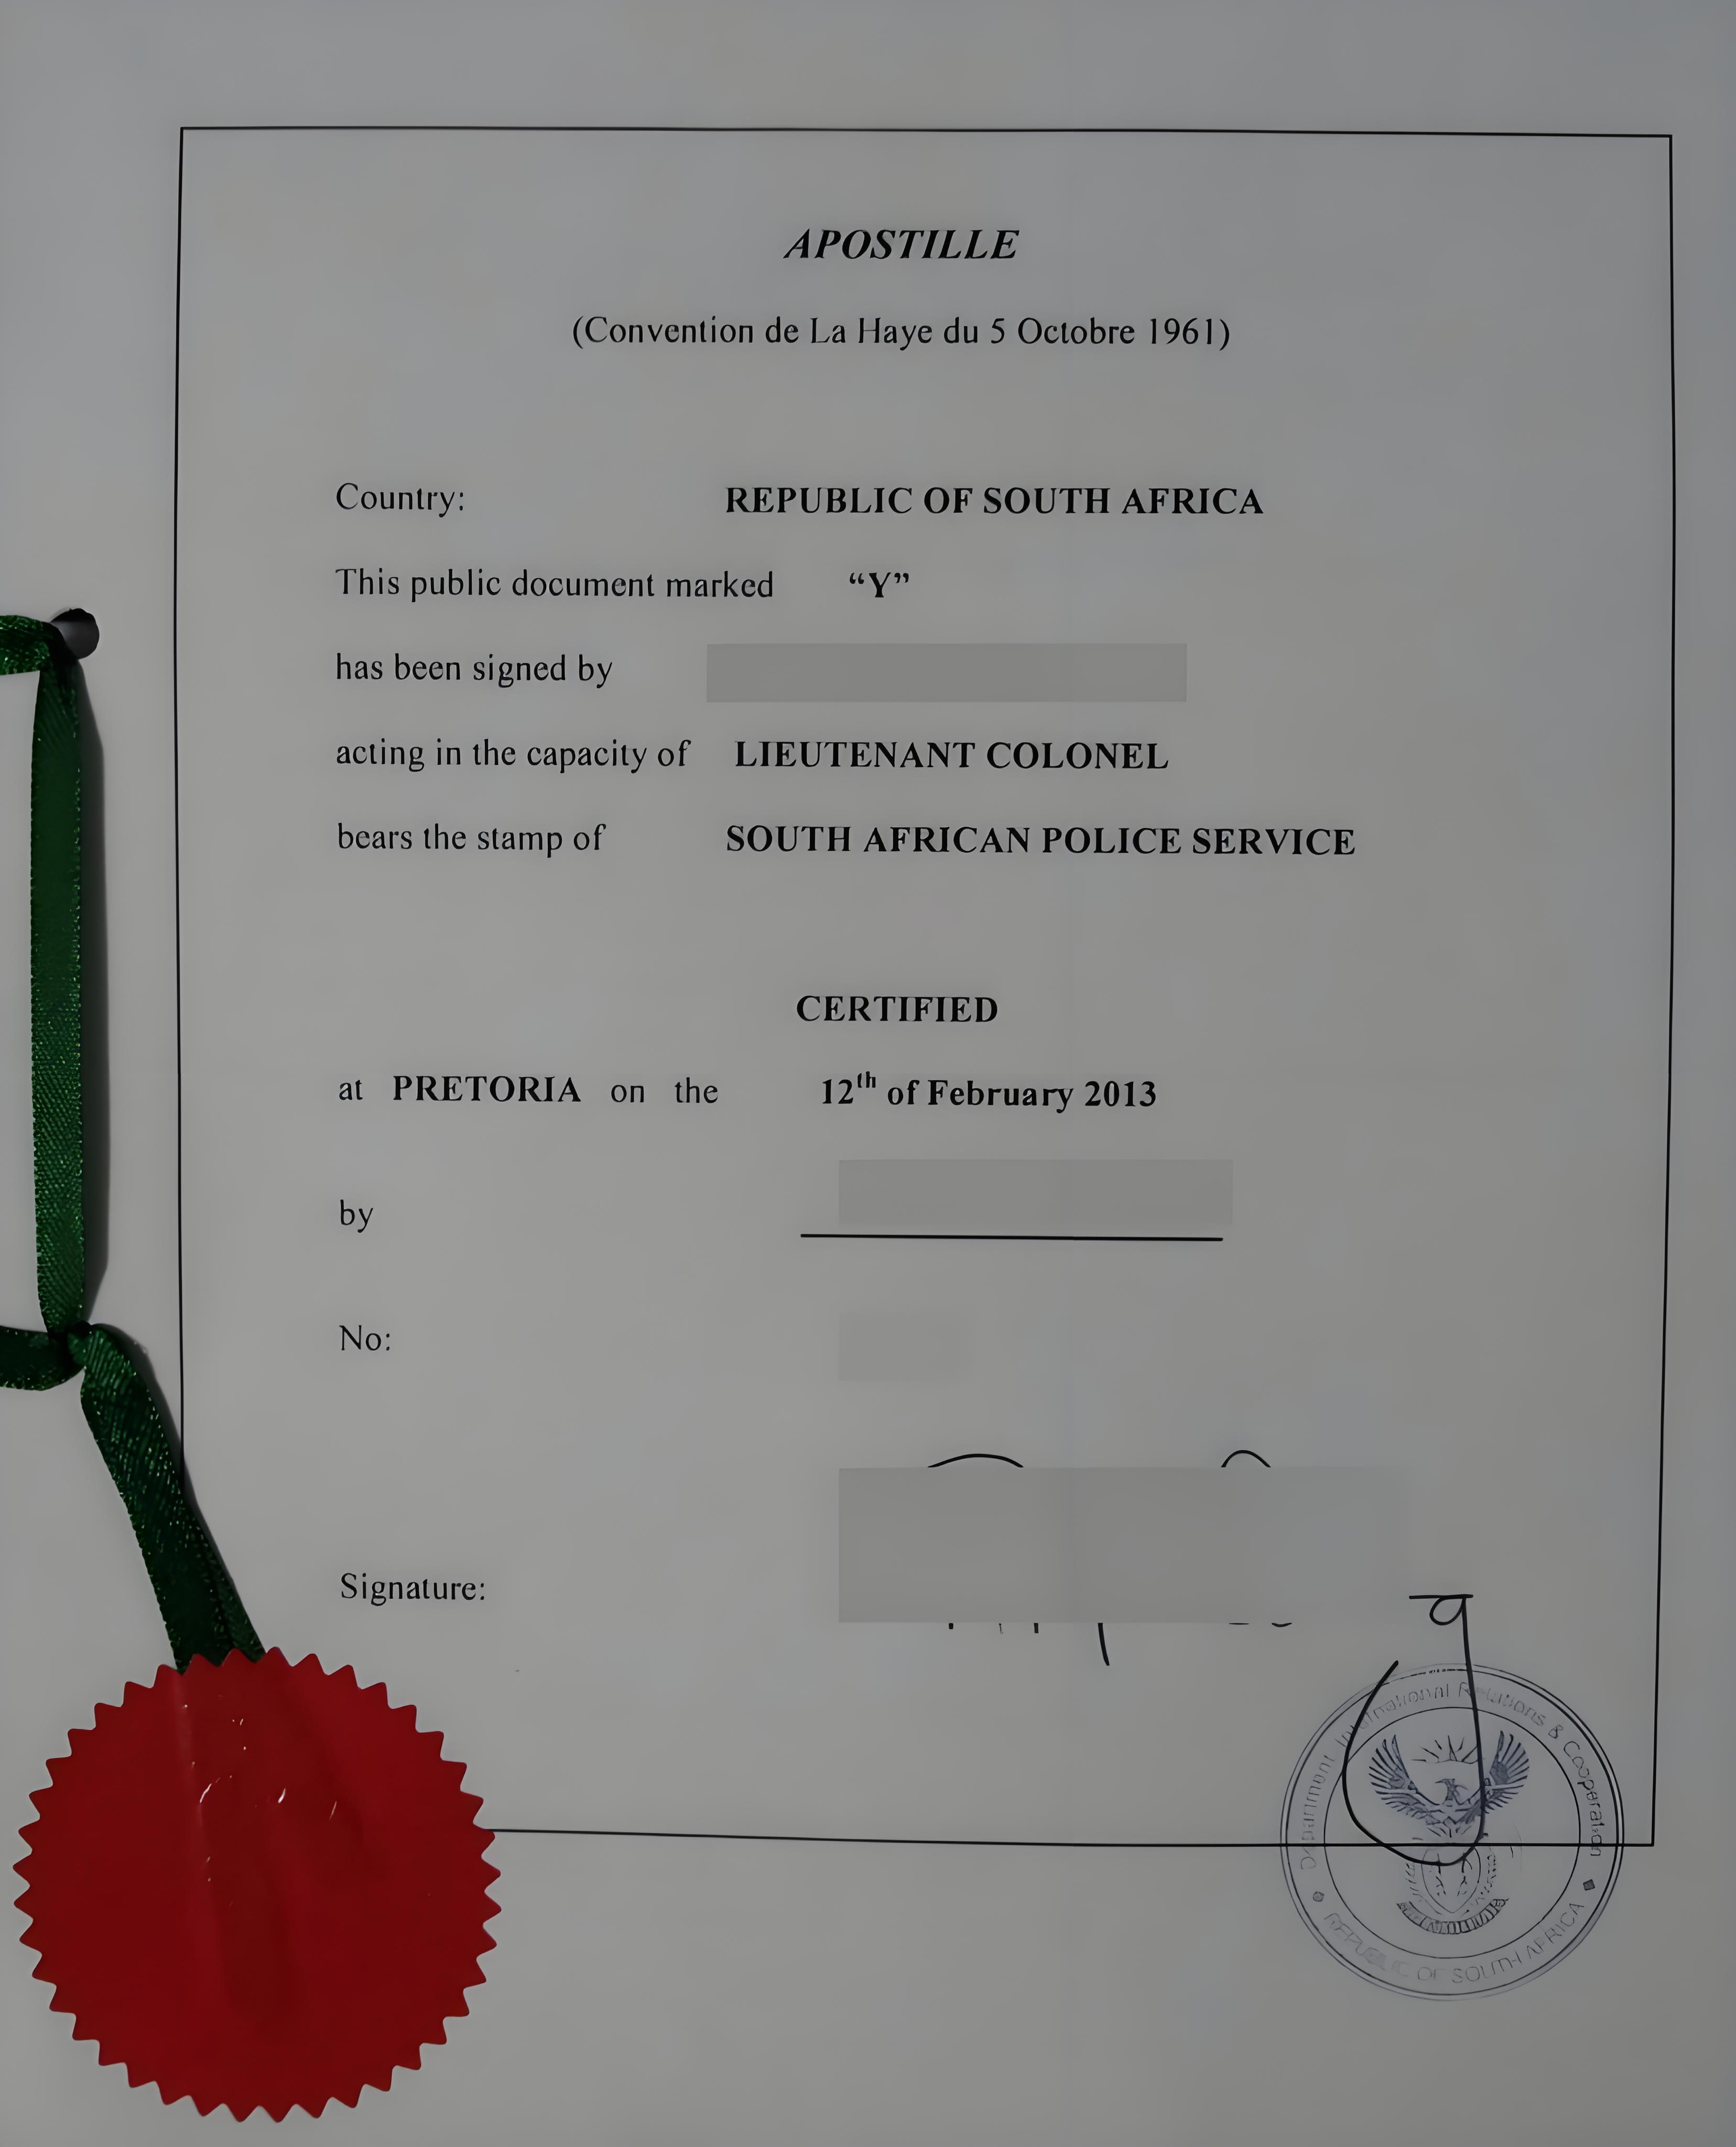 APOSTILLE
(Convention de La Haye du 5 Octobre 1961)
Country: REPUBLIC OF SOUTH AFRICA
This public document marked “Y”
has been signed by
acting in the capacity of LIEUTENANT COLONEL
bears the stamp of SOUTH AFRICAN POLICE SERVICE
CERTIFIED
at PRETORIA on the 12th of February 2013
by
No:
Signature:
Department International Relations & Cooperation
REPUBLIC OF SOUTH AFRICA